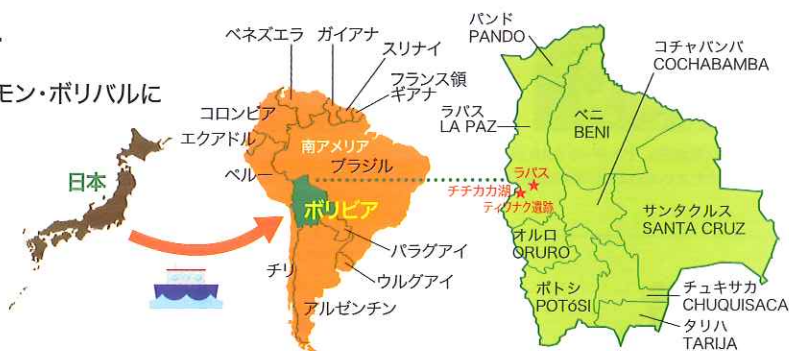 モン・ボリバルに
日本
ベネズエラ
ガイアナ
スリナイ
フランス領
ギアナ
コロンビア
エクアドル
南アメリカ
ブラジル
ペルー
ボリビア
パラグアイ
ウルグアイ
チリ
アルゼンチン
パンド
PANDO
コチャバンバ
COCHABAMBA
ラパス
LA PAZ
ベニ
BENI
ラパス
チチカカ湖
ティワナク遺跡
サンタクルス
SANTA CRUZ
オルロ
ORURO
ポトシ
POTóSI
チュキサカ
CHUQUISACA
タリハ
TARIJA